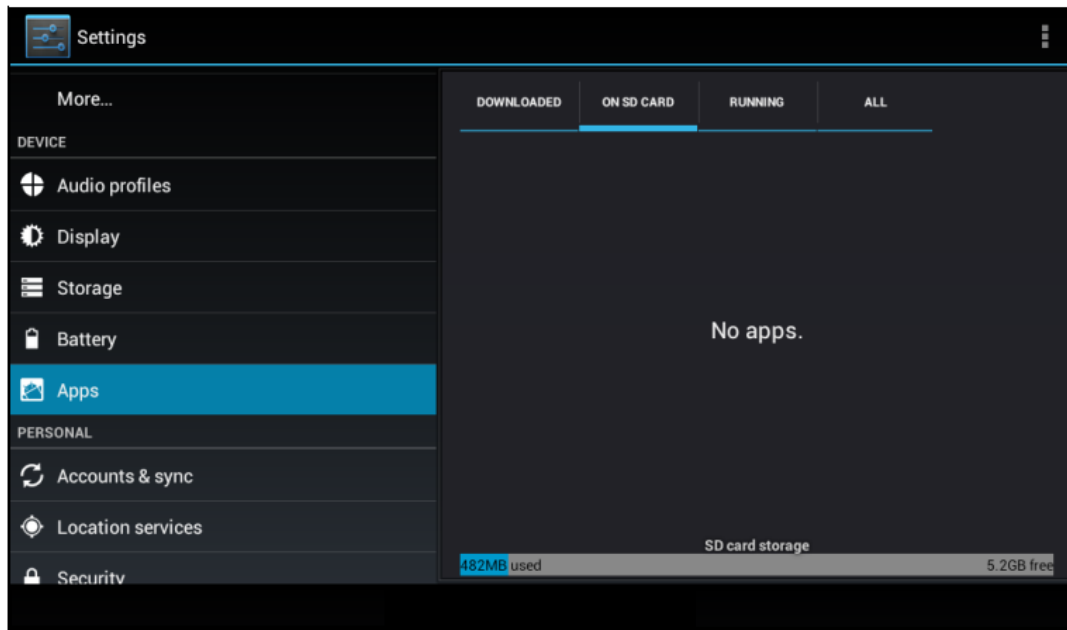 Settings
More...
DEVICE
Audio profiles
Display
Storage
Battery
Apps
PERSONAL
Accounts & sync
Location services
Security
DOWNLOADED
ON SD CARD
RUNNING
ALL
No apps.
SD card storage
482MB used
5.2GB free